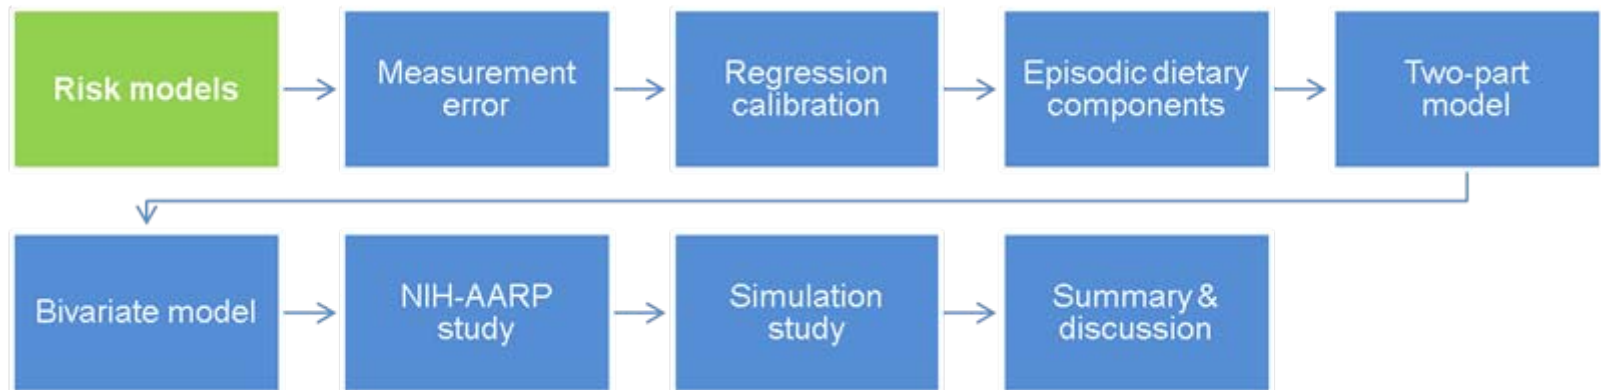 Risk models
Measurement
error
Regression
calibration
Episodic dietary
components
Two-part
model
Bivariate model
NIH-AARP
study
Simulation
study
Summary &
discussion